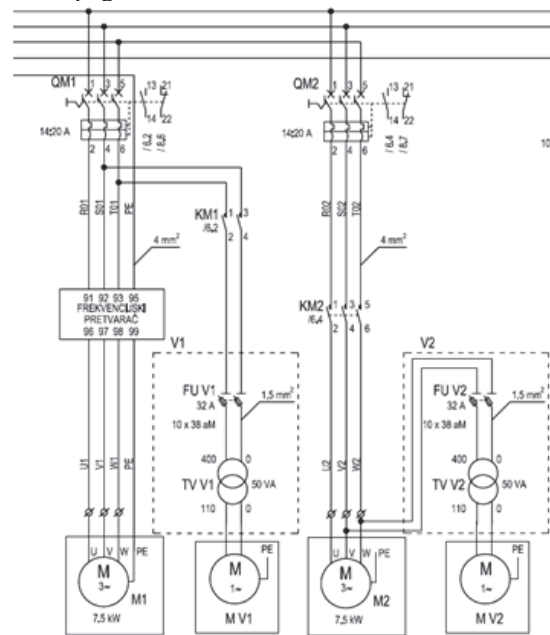 QM1
1 3 5
13 21
14 22
14÷20 A
2 4 6
/6,2
/8,6
R01
S01
T01
PE
4 mm²
91 92 93 95
FREKVENCIJSKI
PRETVARAČ
96 97 98 99
U1
V1
W1
PE
U V W PE
M
3~
M1
7,5 kW
KM1
/6,2
1 3
2 4
V1
FU V1
32 A
10 x 38 aM
1,5 mm²
400 0
TV V1
50 VA
110 0
PE
M
1~
M V1
QM2
1 3 5
13 21
14 22
14÷20 A
2 4 6
/6,4
/8,7
R02
S02
T02
4 mm²
KM2
/6,4
1 3 5
2 4 6
U2
V2
W2
U V W PE
M
3~
M2
7,5 kW
V2
FU V2
32 A
10 x 38 aM
1,5 mm²
400 0
TV V2
50 VA
110 0
PE
M
1~
M V2
10